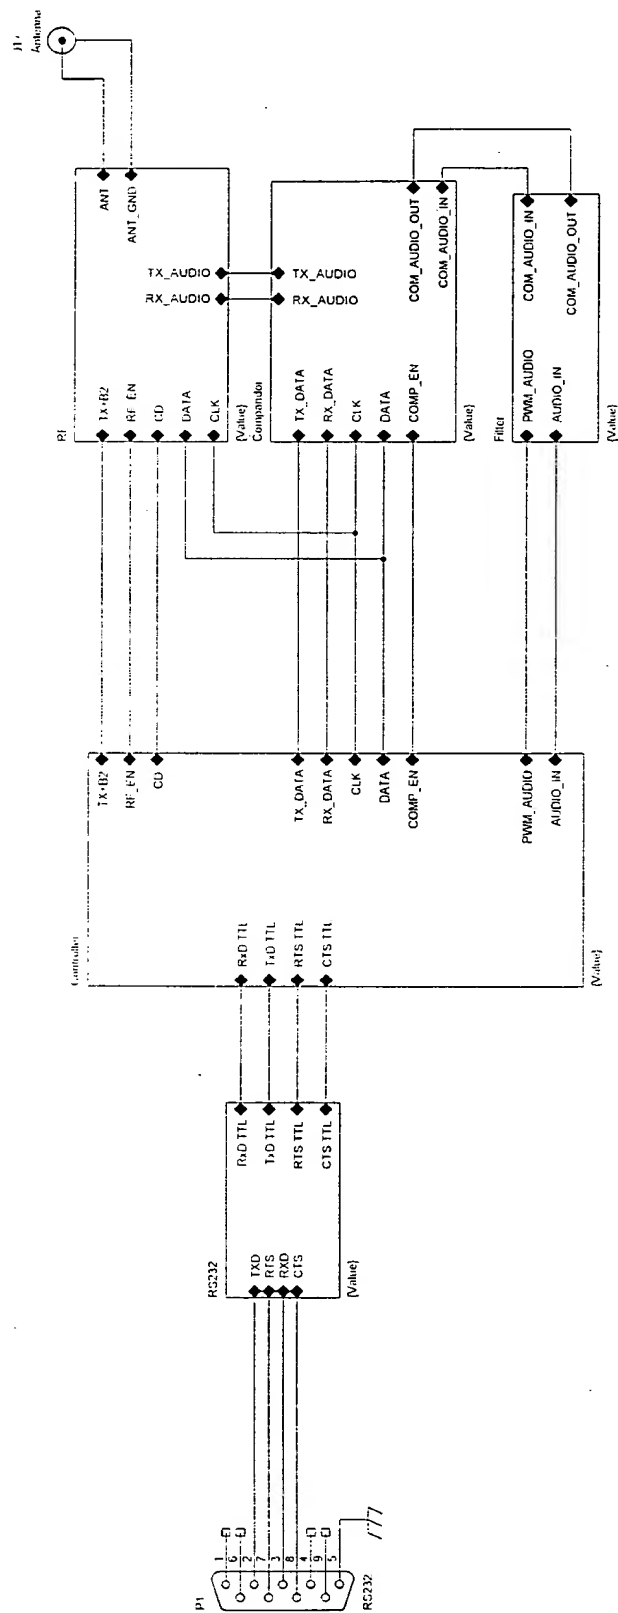 P1
1
6
2
7
3
8
4
9
5
RS232
RS232
TXD
RTS
RXD
CTS
RxD TTL
TxD TTL
RTS TTL
CTS TTL
{Value}
Controller
RxD TTL
TxD TTL
RTS TTL
CTS TTL
TX+B2
RF_EN
CD
TX_DATA
RX_DATA
CLK
DATA
COMP_EN
PWM_AUDIO
AUDIO_IN
{Value}
RF
TX+B2
RF_EN
CD
DATA
CLK
ANT
ANT_GND
TX_AUDIO
RX_AUDIO
{Value}
Compandor
TX_AUDIO
RX_AUDIO
TX_DATA
RX_DATA
CLK
DATA
COMP_EN
COM_AUDIO_OUT
COM_AUDIO_IN
{Value}
Filter
PWM_AUDIO
AUDIO_IN
COM_AUDIO_IN
COM_AUDIO_OUT
{Value}
Antenna